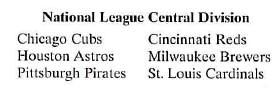 National League Central Division
Chicago Cubs Cincinnati Reds
Houston Astros Milwaukee Brewers
Pittsburgh Pirates St. Louis Cardinals